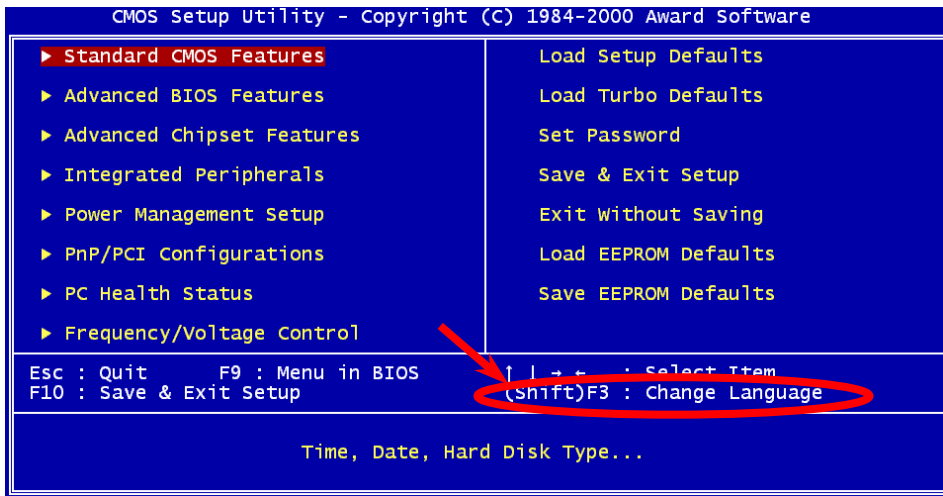 CMOS Setup Utility - Copyright (C) 1984-2000 Award Software
▶ Standard CMOS Features
▶ Advanced BIOS Features
▶ Advanced Chipset Features
▶ Integrated Peripherals
▶ Power Management Setup
▶ PnP/PCI Configurations
▶ PC Health Status
▶ Frequency/Voltage Control
Load Setup Defaults
Load Turbo Defaults
Set Password
Save & Exit Setup
Exit Without Saving
Load EEPROM Defaults
Save EEPROM Defaults
Esc : Quit F9 : Menu in BIOS ↑ ↓ → ← : Select Item
F10 : Save & Exit Setup (Shift)F3 : Change Language
Time, Date, Hard Disk Type...